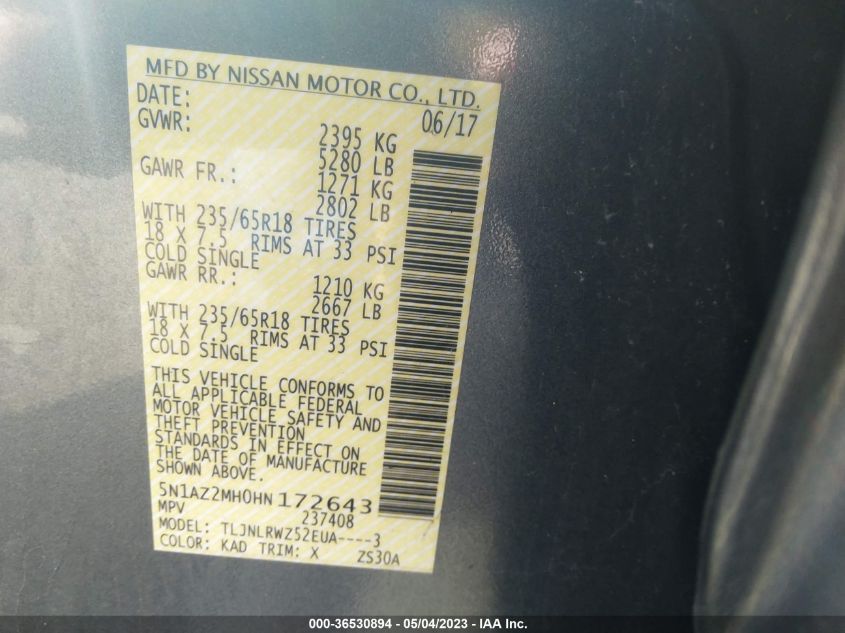 MFD BY NISSAN MOTOR CO., LTD.
DATE: 06/17
GVWR: 2395 KG
5280 LB
GAWR FR.: 1271 KG
2802 LB
WITH 235/65R18 TIRES
18 X 7.5 RIMS AT 33 PSI
COLD SINGLE
GAWR RR.: 1210 KG
2667 LB
WITH 235/65R18 TIRES
18 X 7.5 RIMS AT 33 PSI
COLD SINGLE
THIS VEHICLE CONFORMS TO
ALL APPLICABLE FEDERAL
MOTOR VEHICLE SAFETY AND
THEFT PREVENTION
STANDARDS IN EFFECT ON
THE DATE OF MANUFACTURE
SHOWN ABOVE.
5N1AZ2MH0HN172643
MPV 237408
MODEL: TLJNLRWZ52EUA----3
COLOR: KAD TRIM: X ZS30A
000-36530894 - 05/04/2023 - IAA Inc.